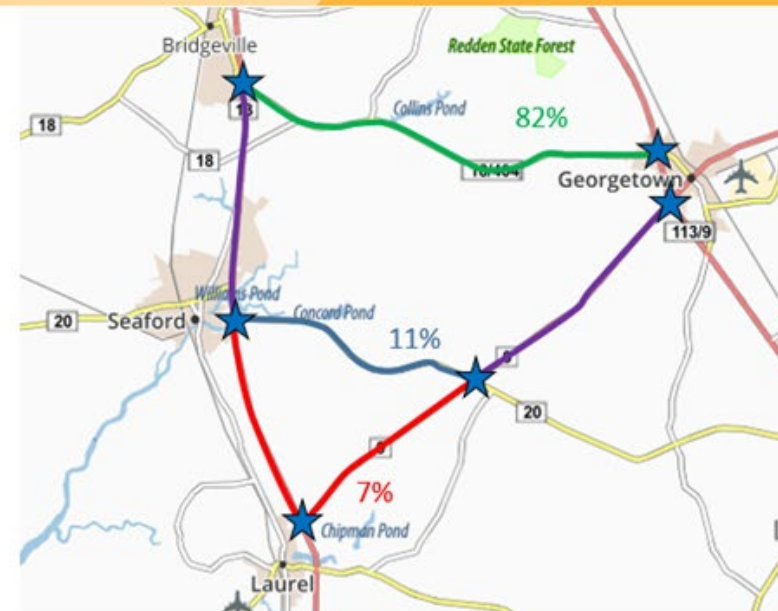 Bridgeville
Redden State Forest
Collins Pond
82%
18
13
18
18/404
Georgetown
113/9
Williams Pond
Concord Pond
20
Seaford
11%
9
20
9
7%
Chipman Pond
Laurel